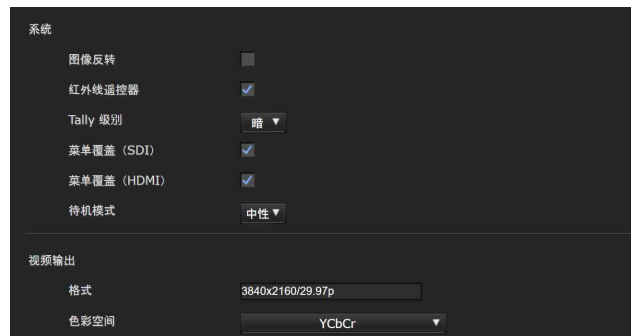 系统
图像反转
红外线遥控器
Tally 级别 暗
菜单覆盖（SDI）
菜单覆盖（HDMI）
待机模式 中性
视频输出
格式 3840x2160/29.97p
色彩空间 YCbCr